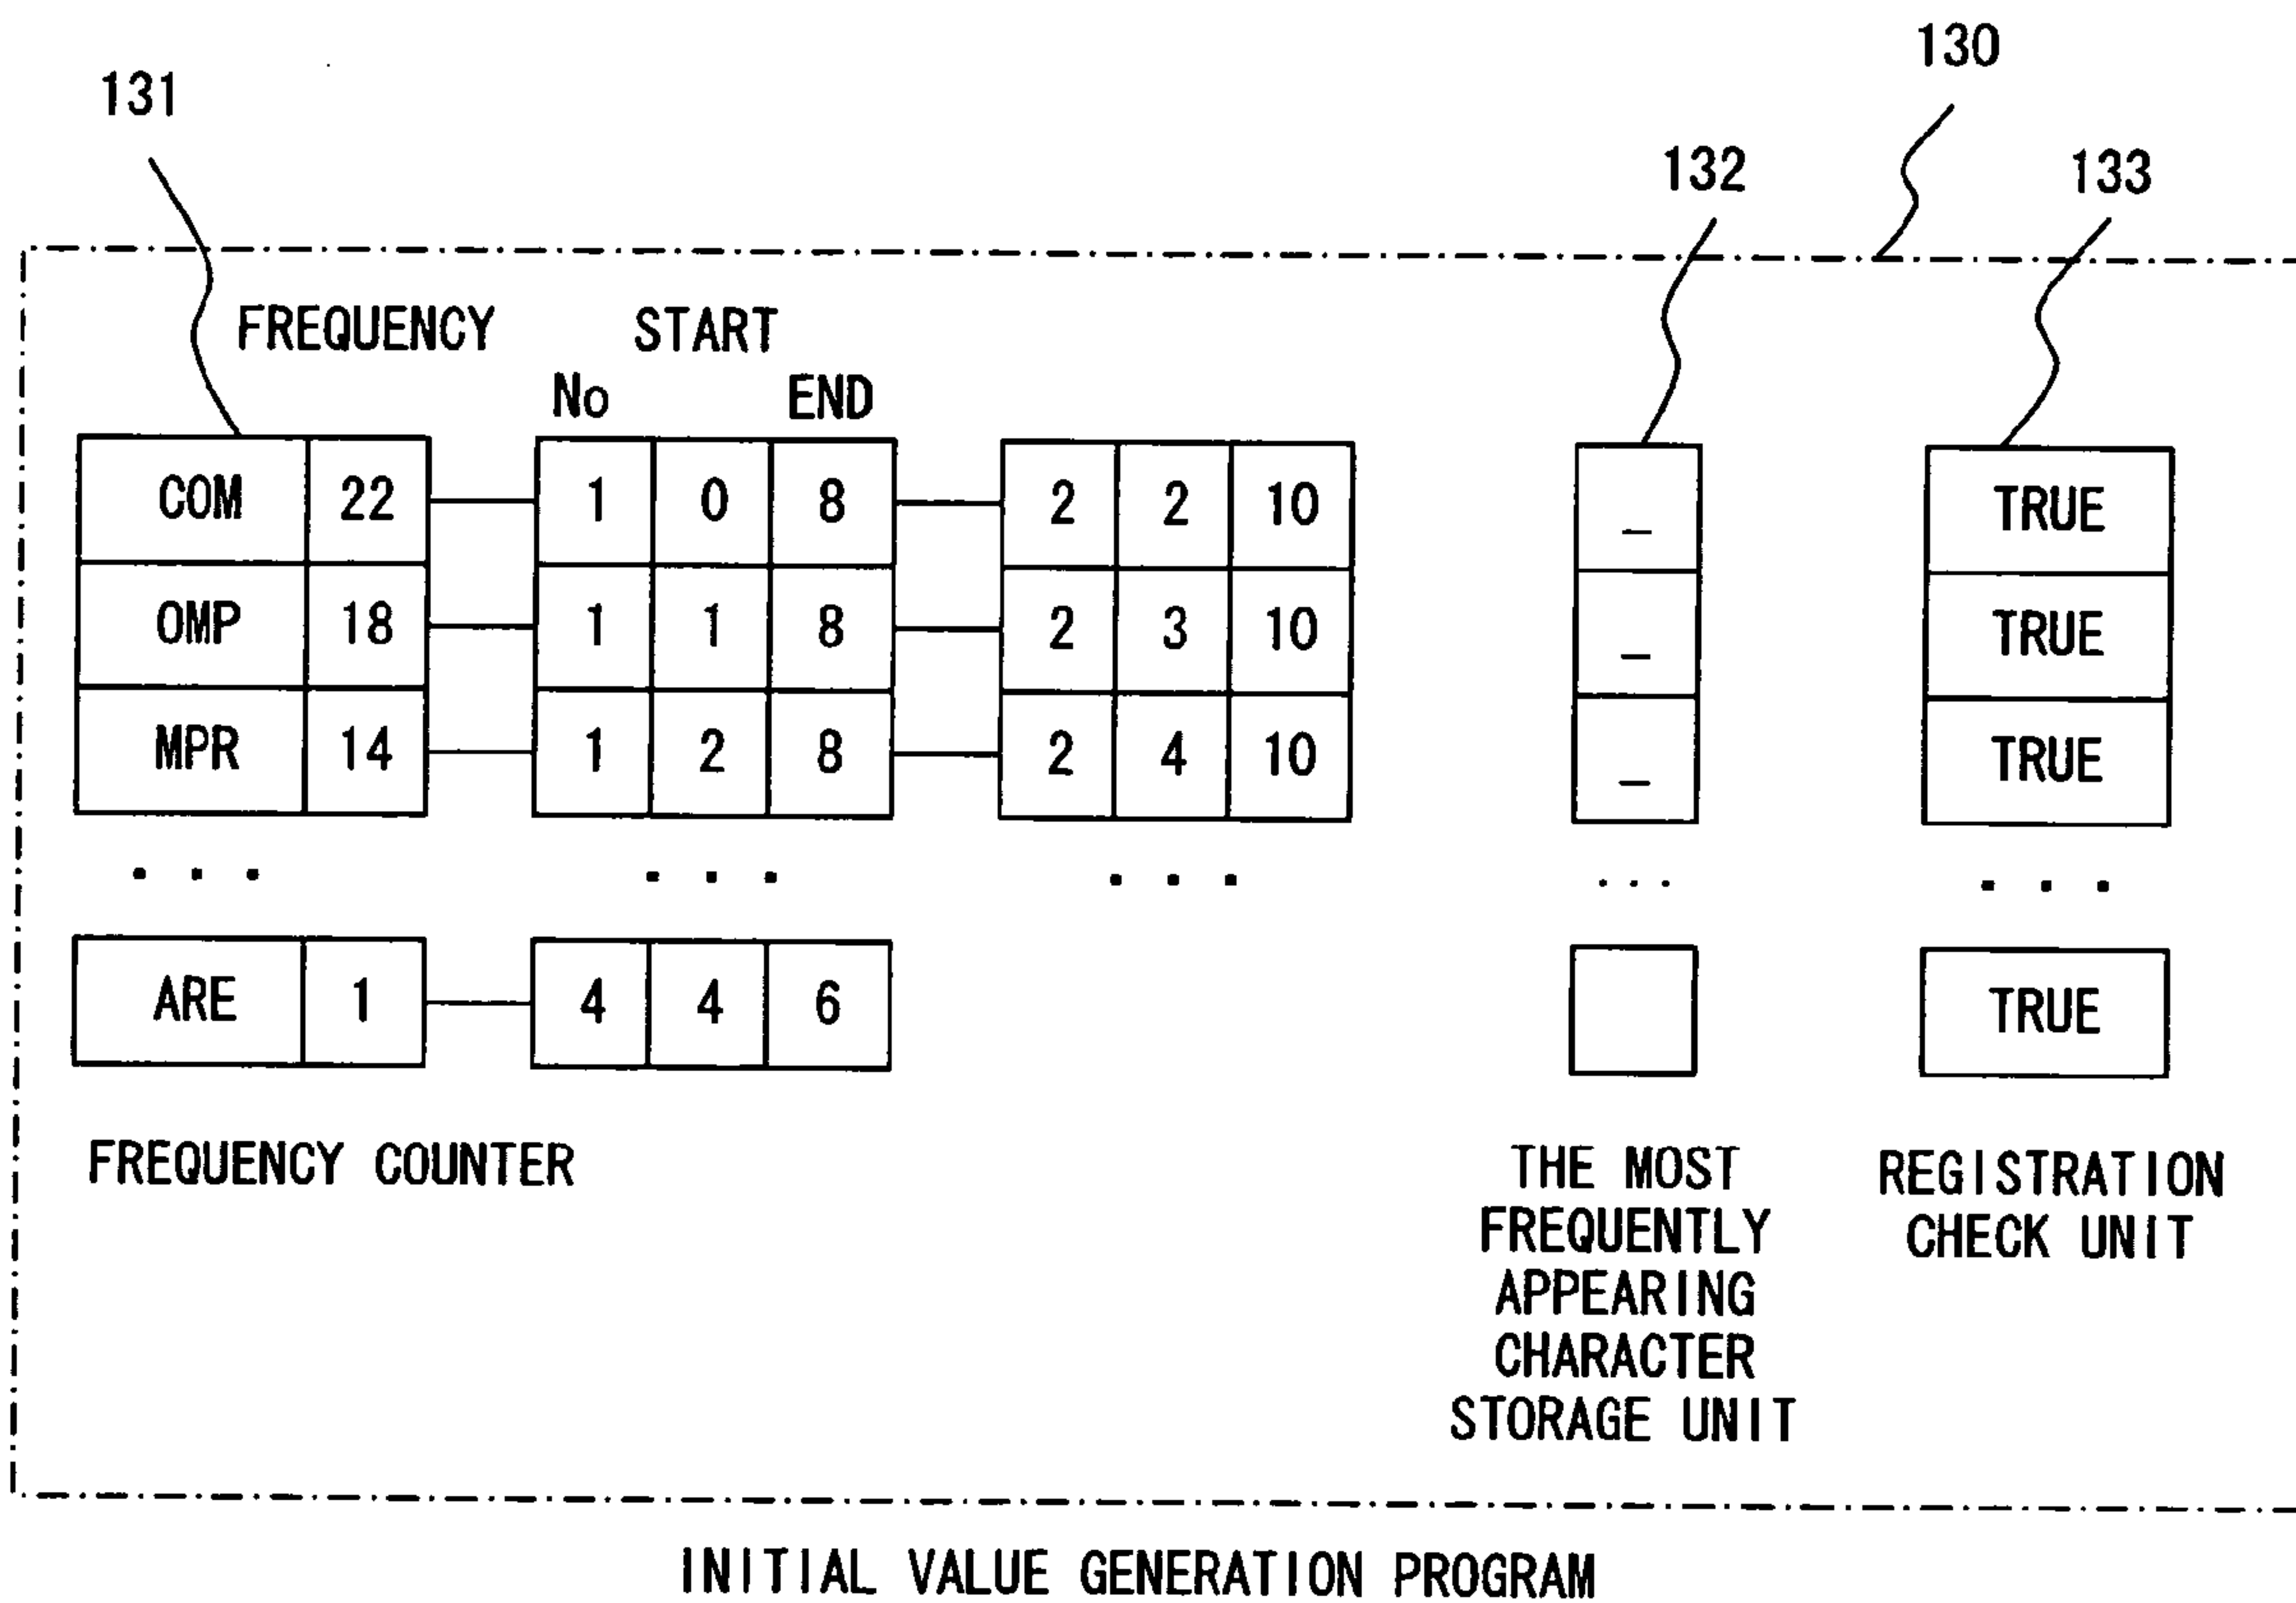 130
131
132 133
FREQUENCY START
No END
COM 22 1 0 8 2 2 10 _ TRUE
OMP 18 1 1 8 2 3 10 _ TRUE
MPR 14 1 2 8 2 4 10 _ TRUE
... ... ... ... ...
ARE 1 4 4 6 TRUE
FREQUENCY COUNTER
THE MOST
FREQUENTLY
APPEARING
CHARACTER
STORAGE UNIT
REGISTRATION
CHECK UNIT
INITIAL VALUE GENERATION PROGRAM